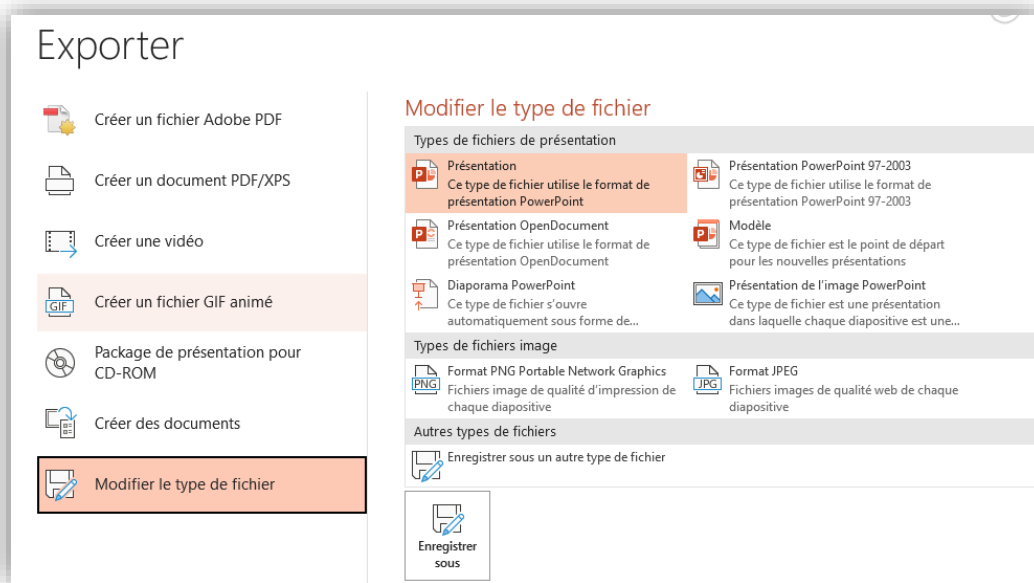 Exporter
Créer un fichier Adobe PDF
Créer un document PDF/XPS
Créer une vidéo
GIF
Créer un fichier GIF animé
Package de présentation pour
CD-ROM
Créer des documents
Modifier le type de fichier
Modifier le type de fichier
Types de fichiers de présentation
Présentation
Ce type de fichier utilise le format de
présentation PowerPoint
Présentation PowerPoint 97-2003
Ce type de fichier utilise le format de
présentation PowerPoint 97-2003
Présentation OpenDocument
Ce type de fichier utilise le format de
présentation OpenDocument
Modèle
Ce type de fichier est le point de départ
pour les nouvelles présentations
Diaporama PowerPoint
Ce type de fichier s’ouvre
automatiquement sous forme de...
Présentation de l’image PowerPoint
Ce type de fichier est une présentation
dans laquelle chaque diapositive est une...
Types de fichiers image
PNG
Format PNG Portable Network Graphics
Fichiers image de qualité d’impression de
chaque diapositive
JPG
Format JPEG
Fichiers images de qualité web de chaque
diapositive
Autres types de fichiers
Enregistrer sous un autre type de fichier
Enregistrer
sous